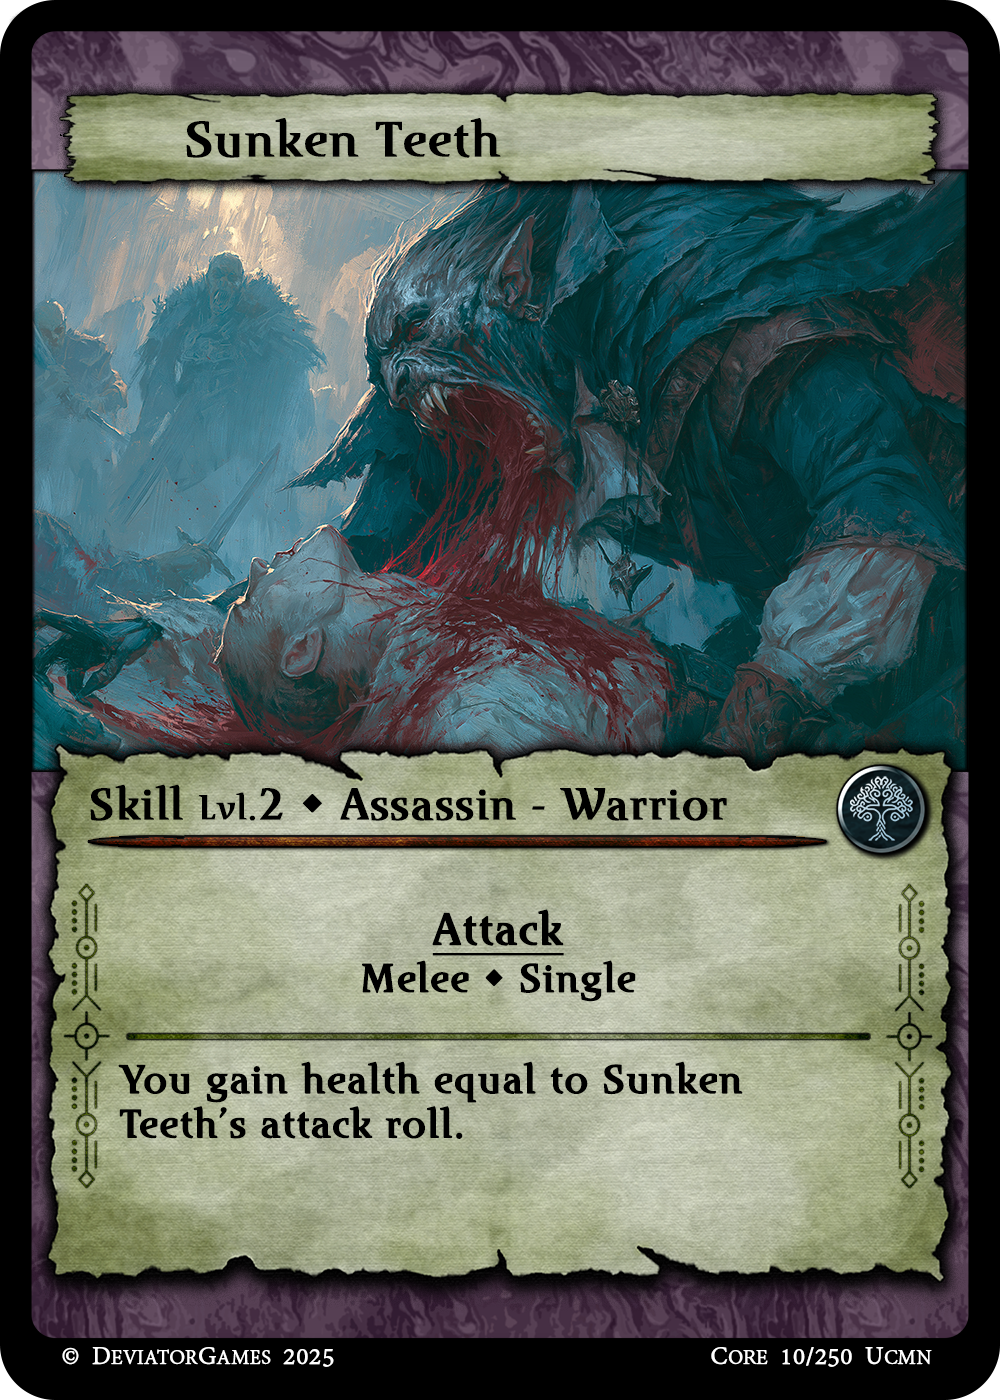 Sunken Teeth
Skill Lvl.2 ◆ Assassin - Warrior
Attack
Melee ◆ Single
You gain health equal to Sunken
Teeth's attack roll.
© DeviatorGames 2025
Core 10/250 Ucmn